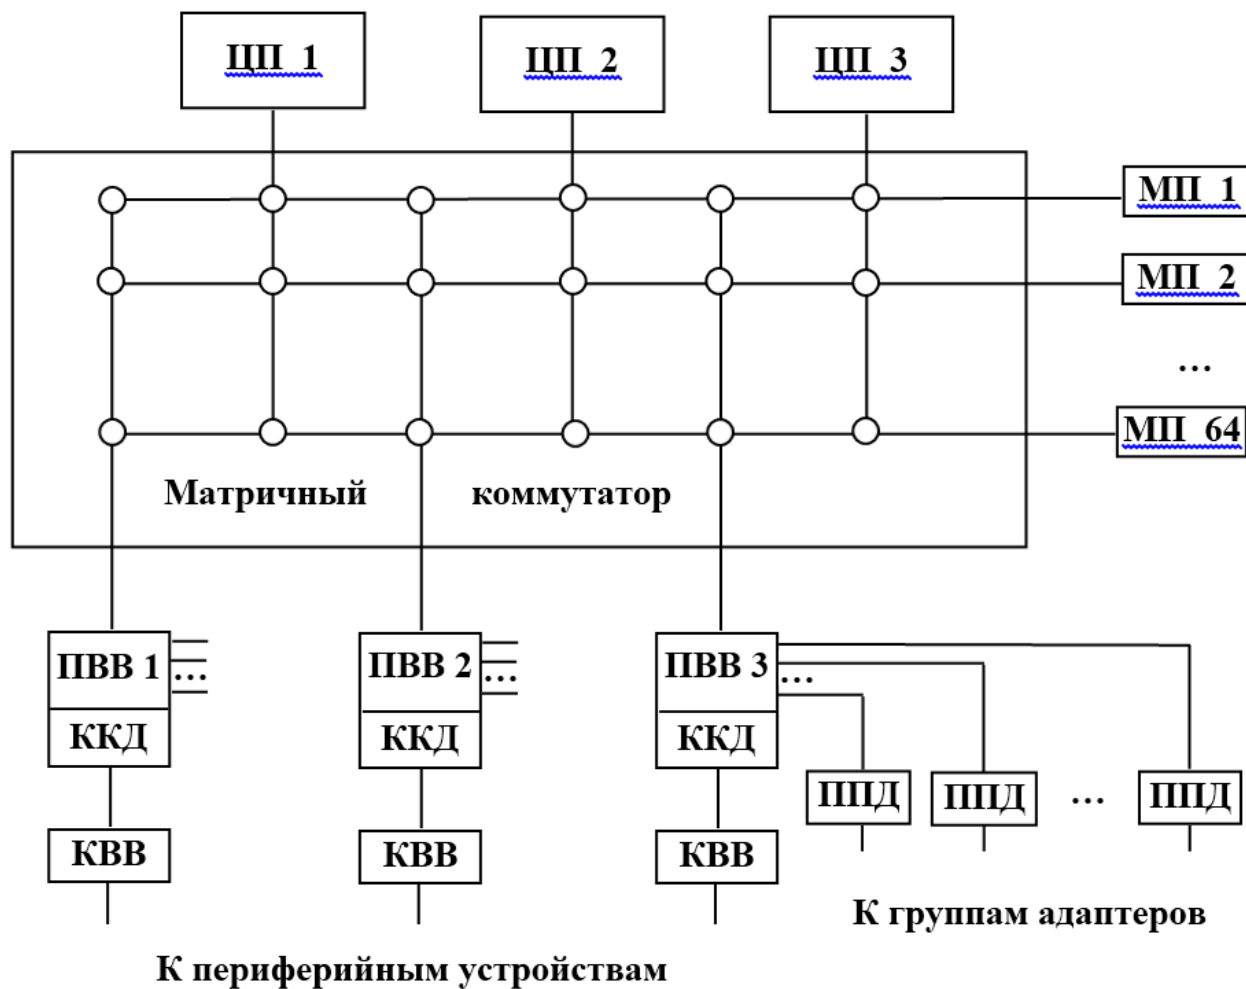 ЦП 1
ЦП 2
ЦП 3
МП 1
МП 2
...
МП 64
Матричный коммутатор
ПВВ 1
...
ПВВ 2
...
ПВВ 3
...
ККД
ККД
ККД
ППД
ППД
...
ППД
КВВ
КВВ
КВВ
К группам адаптеров
К периферийным устройствам